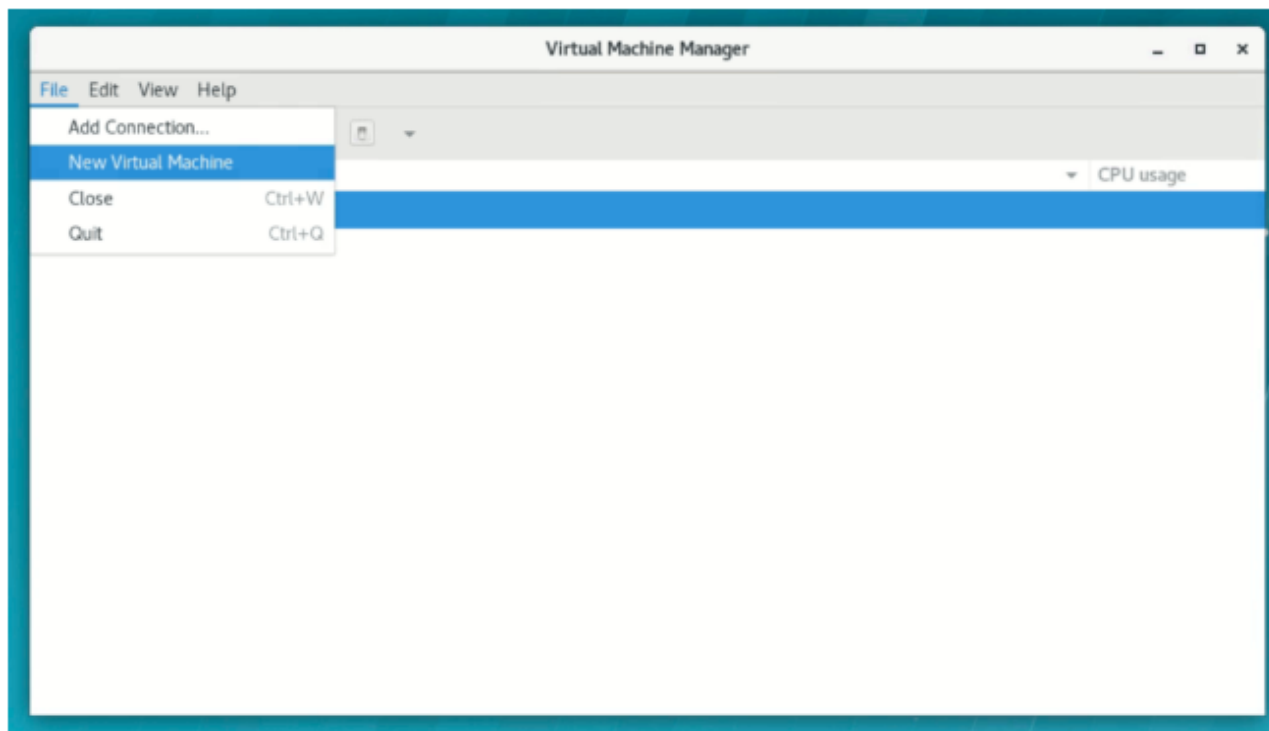 Virtual Machine Manager
File Edit View Help
Add Connection...
New Virtual Machine
CPU usage
Close Ctrl+W
Quit Ctrl+Q